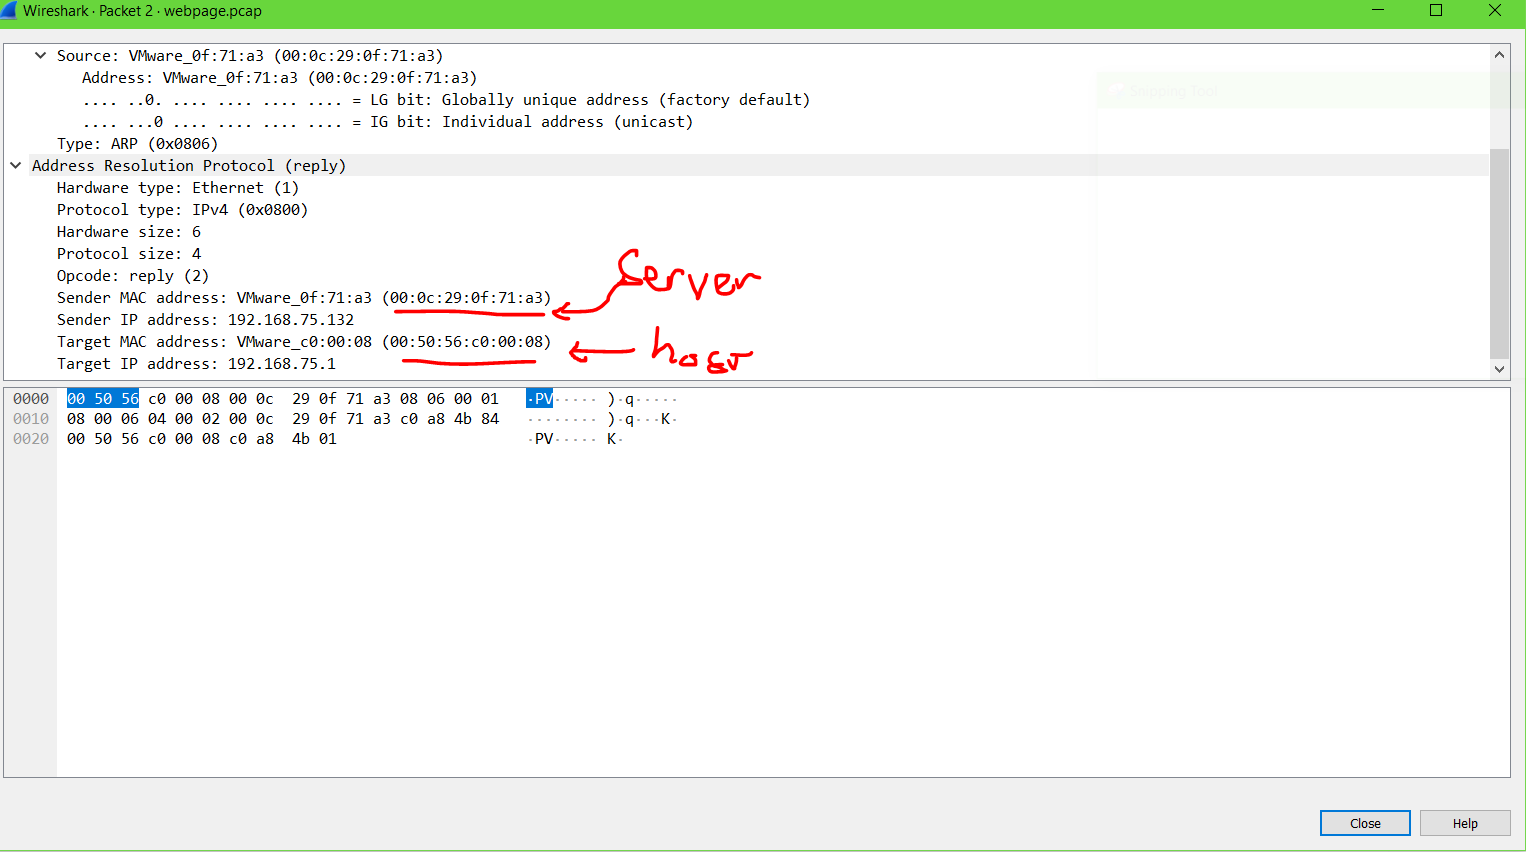 Wireshark · Packet 2 · webpage.pcap
Snipping Tool
Source: VMware_0f:71:a3 (00:0c:29:0f:71:a3)
Address: VMware_0f:71:a3 (00:0c:29:0f:71:a3)
.... ..0. .... .... .... .... = LG bit: Globally unique address (factory default)
.... ...0 .... .... .... .... = IG bit: Individual address (unicast)
Type: ARP (0x0806)
Address Resolution Protocol (reply)
Hardware type: Ethernet (1)
Protocol type: IPv4 (0x0800)
Hardware size: 6
Protocol size: 4
Opcode: reply (2)
Server
Sender MAC address: VMware_0f:71:a3 (00:0c:29:0f:71:a3)
Sender IP address: 192.168.75.132
Target MAC address: VMware_c0:00:08 (00:50:56:c0:00:08)
host
Target IP address: 192.168.75.1
0000 00 50 56 c0 00 08 00 0c 29 0f 71 a3 08 06 00 01 ·PV····· )·q·····
0010 08 00 06 04 00 02 00 0c 29 0f 71 a3 c0 a8 4b 84 ········ )·q···K·
0020 00 50 56 c0 00 08 c0 a8 4b 01 ·PV····· K·
Close
Help